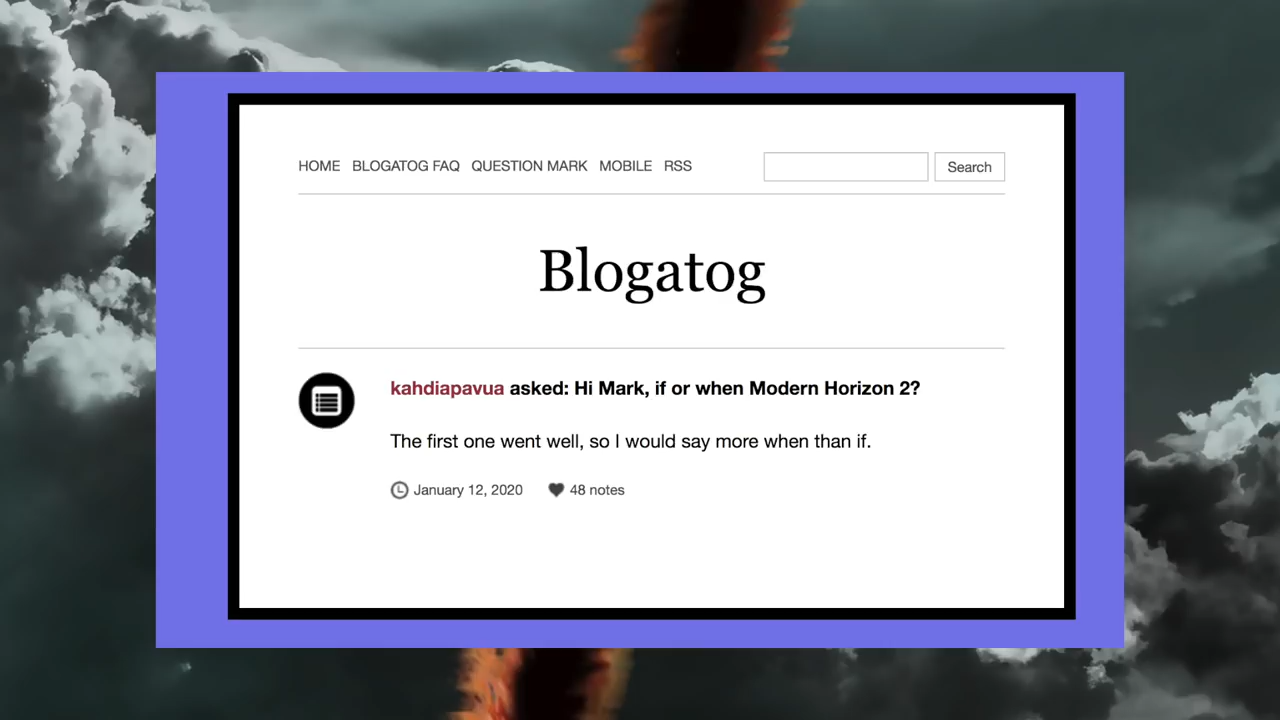 HOME BLOGATOG FAQ QUESTION MARK MOBILE RSS Search
Blogatog
kahdiapavua asked: Hi Mark, if or when Modern Horizon 2?
The first one went well, so I would say more when than if.
January 12, 2020 48 notes